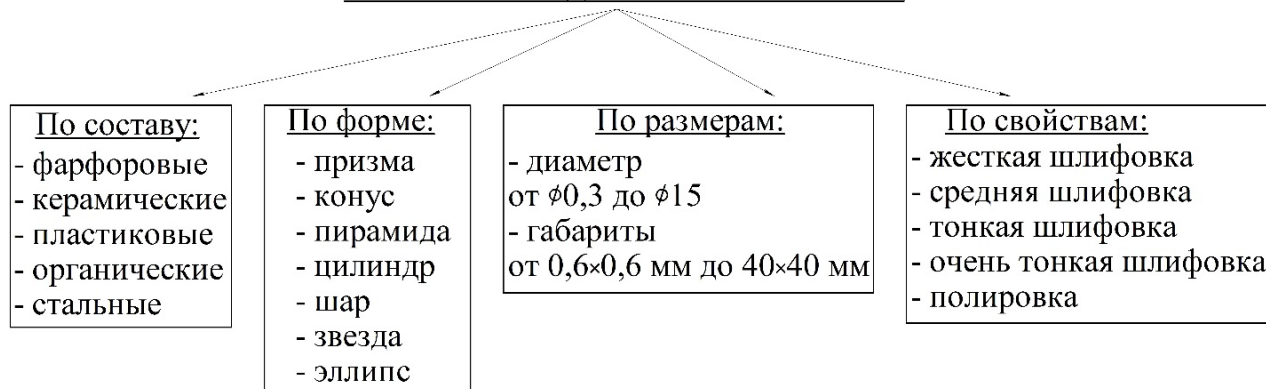 По составу:
- фарфоровые
- керамические
- пластиковые
- органические
- стальные
По форме:
- призма
- конус
- пирамида
- цилиндр
- шар
- звезда
- эллипс
По размерам:
- диаметр
от ⌀0,3 до ⌀15
- габариты
от 0,6×0,6 мм до 40×40 мм
По свойствам:
- жесткая шлифовка
- средняя шлифовка
- тонкая шлифовка
- очень тонкая шлифовка
- полировка